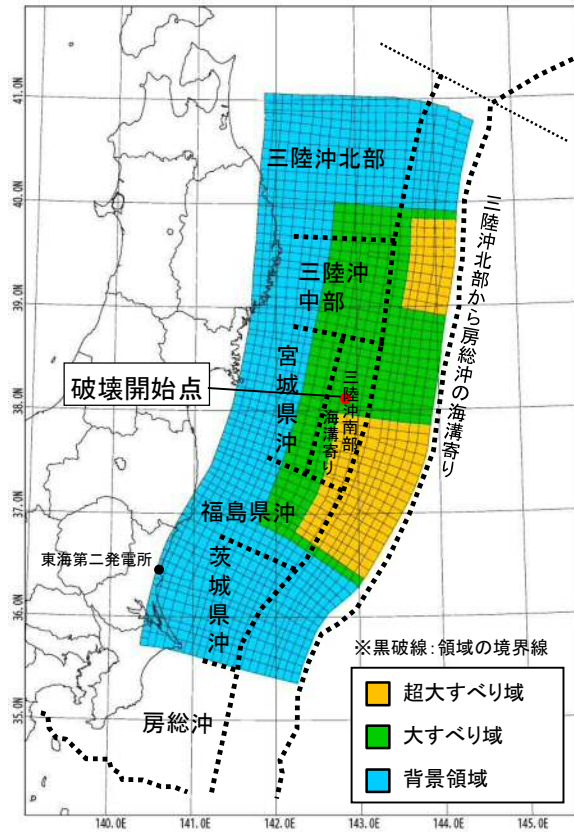 41.0N
40.0N
39.0N
38.0N
37.0N
36.0N
35.0N
三陸沖北部
三陸沖
中部
宮城県沖
三陸沖南部
海溝寄り
三陸沖北部から房総沖の海溝寄り
破壊開始点
福島県沖
東海第二発電所
茨城県沖
房総沖
※黒破線：領域の境界線
超大すべり域
大すべり域
背景領域
140.0E
141.0E
142.0E
143.0E
144.0E
145.0E